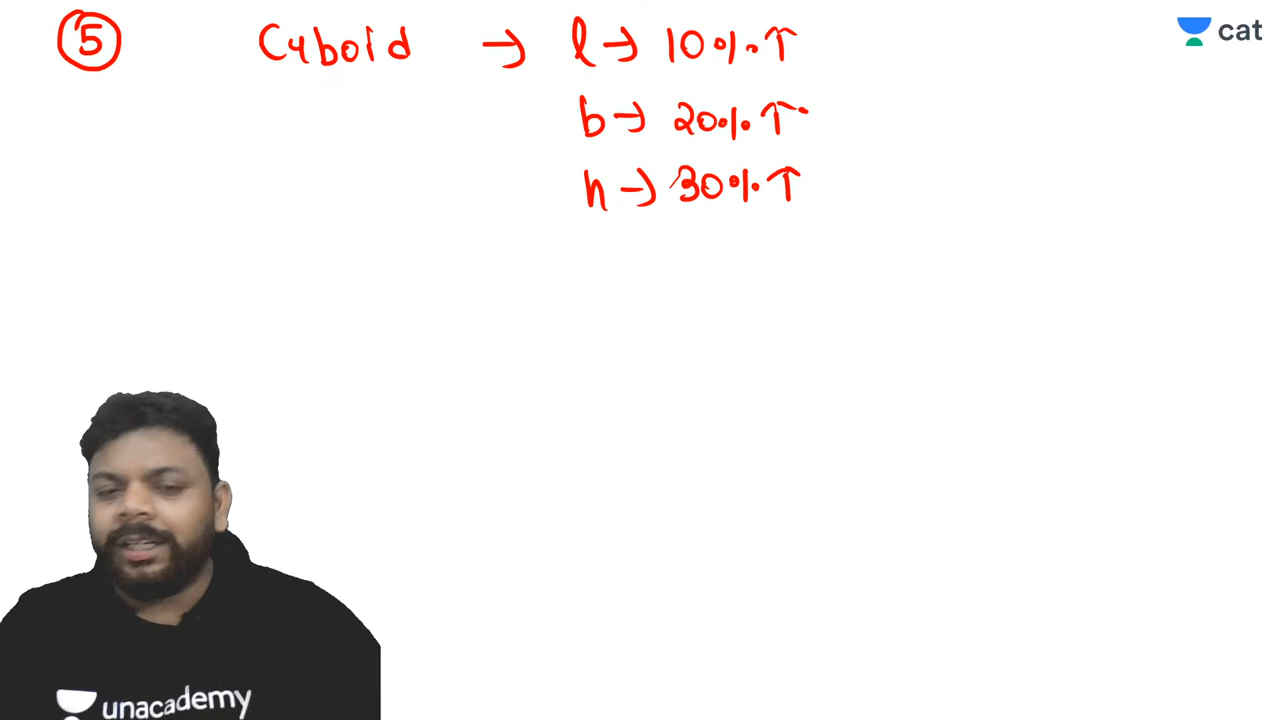 5 Cuboid → l → 10% ↑
b → 20% ↑
h → 30% ↑
cat
unacademy